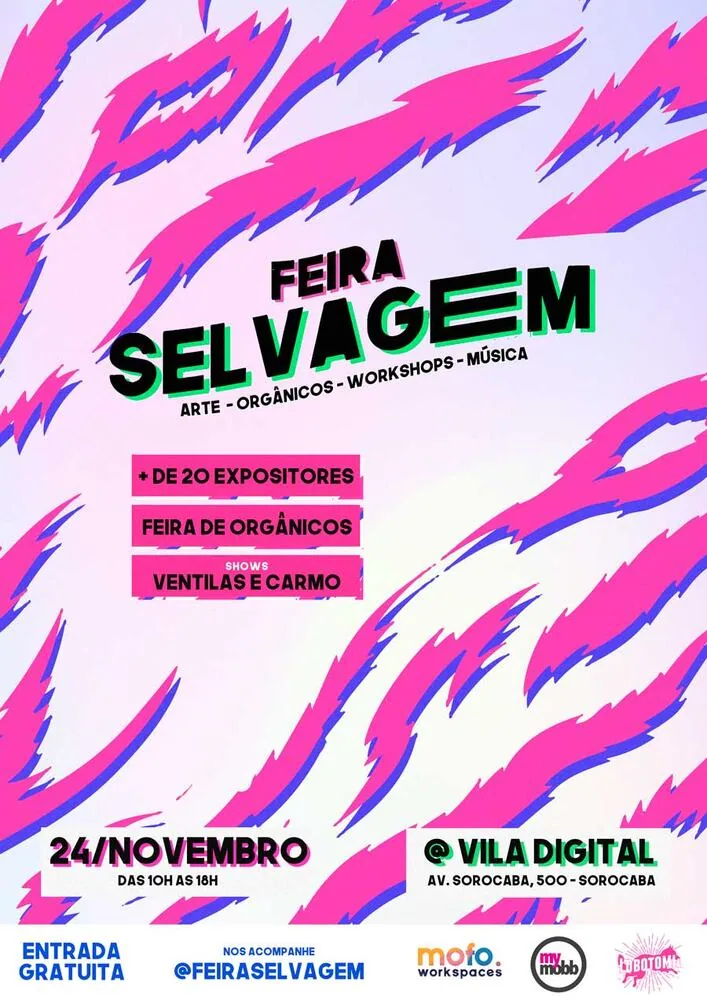 FEIRA
SELVAGEM
ARTE - ORGÂNICOS - WORKSHOPS - MÚSICA
+ DE 20 EXPOSITORES
FEIRA DE ORGÂNICOS
SHOWS
VENTILAS E CARMO
24/NOVEMBRO
DAS 10H AS 18H
@ VILA DIGITAL
AV. SOROCABA, 500 - SOROCABA
ENTRADA
GRATUITA
NOS ACOMPANHE
@FEIRASELVAGEM
mofo.
workspaces
my
mobb